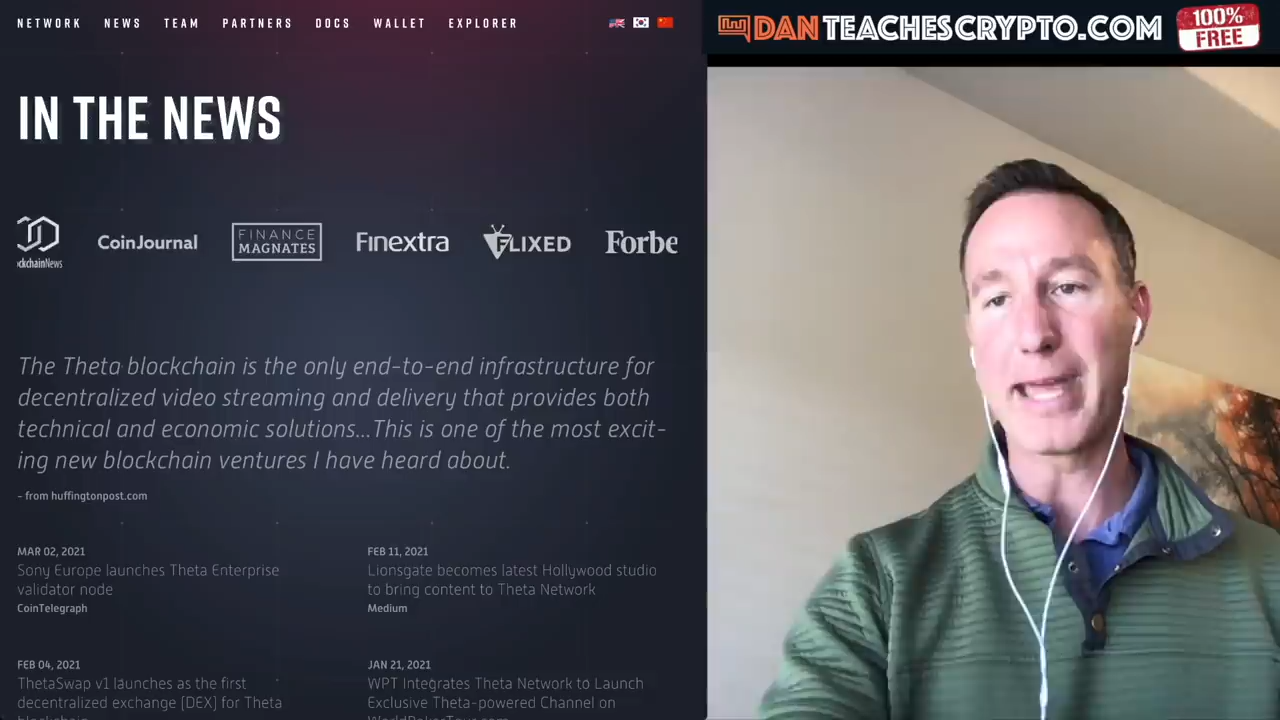 NETWORK NEWS TEAM PARTNERS DOCS WALLET EXPLORER
DANTEACHESCRYPTO.COM
100%
FREE
IN THE NEWS
ckchainNews
CoinJournal
FINANCE
MAGNATES
Finextra
FLIXED
Forbe
The Theta blockchain is the only end-to-end infrastructure for
decentralized video streaming and delivery that provides both
technical and economic solutions...This is one of the most excit-
ing new blockchain ventures I have heard about.
- from huffingtonpost.com
MAR 02, 2021
Sony Europe launches Theta Enterprise
validator node
CoinTelegraph
FEB 11, 2021
Lionsgate becomes latest Hollywood studio
to bring content to Theta Network
Medium
FEB 04, 2021
ThetaSwap v1 launches as the first
decentralized exchange [DEX] for Theta
blockchain
JAN 21, 2021
WPT Integrates Theta Network to Launch
Exclusive Theta-powered Channel on
WorldPokerTour.com